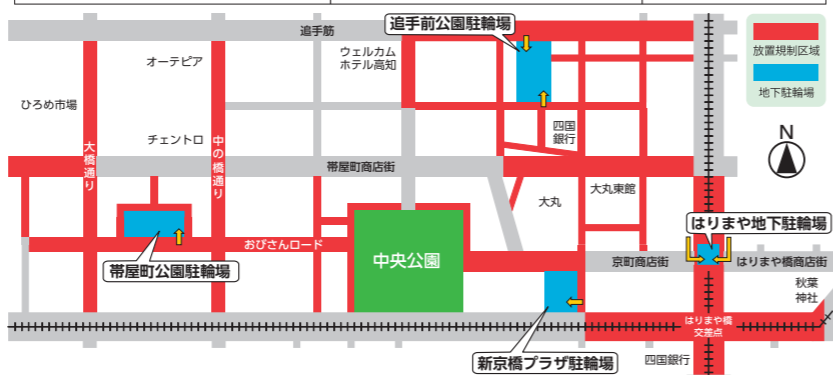 追手前公園駐輪場
追手筋
放置規制区域
地下駐輪場
ウェルカム
ホテル高知
オーテピア
ひろめ市場
N
チェントロ
四国
銀行
大橋通り
中の橋通り
帯屋町商店街
大丸
大丸東館
はりまや地下駐輪場
おびさんロード
中央公園
京町商店街
はりまや橋商店街
帯屋町公園駐輪場
秋葉
神社
はりまや橋
交差点
新京橋プラザ駐輪場
四国銀行